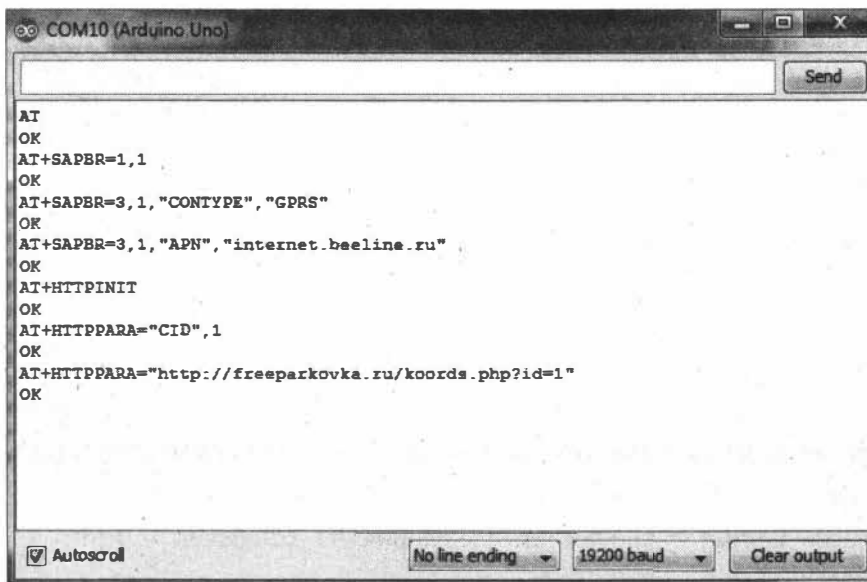 COM10 (Arduino Uno)
Send
AT
OK
AT+SAPBR=1,1
OK
AT+SAPBR=3,1,"CONTYPE","GPRS"
OK
AT+SAPBR=3,1,"APN","internet.beeline.ru"
OK
AT+HTTPINIT
OK
AT+HTTPPARA="CID",1
OK
AT+HTTPPARA="http://freeparkovka.ru/koords.php?id=1"
OK
Autoscroll No line ending 19200 baud Clear output